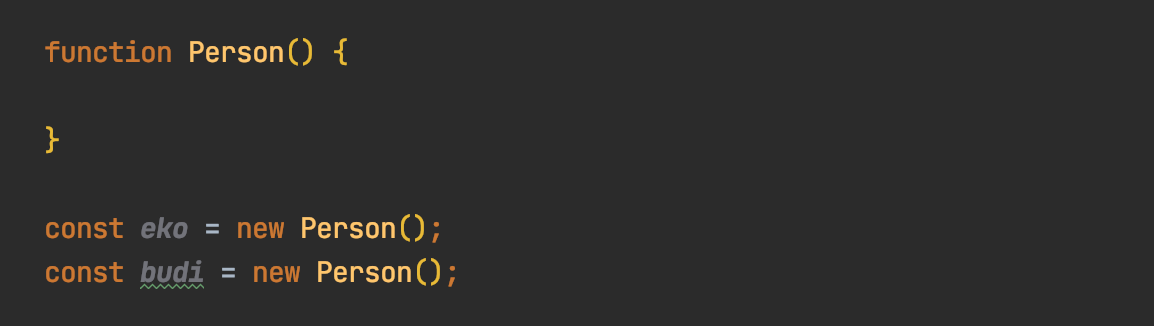 function Person() {
}
const eko = new Person();
const budi = new Person();